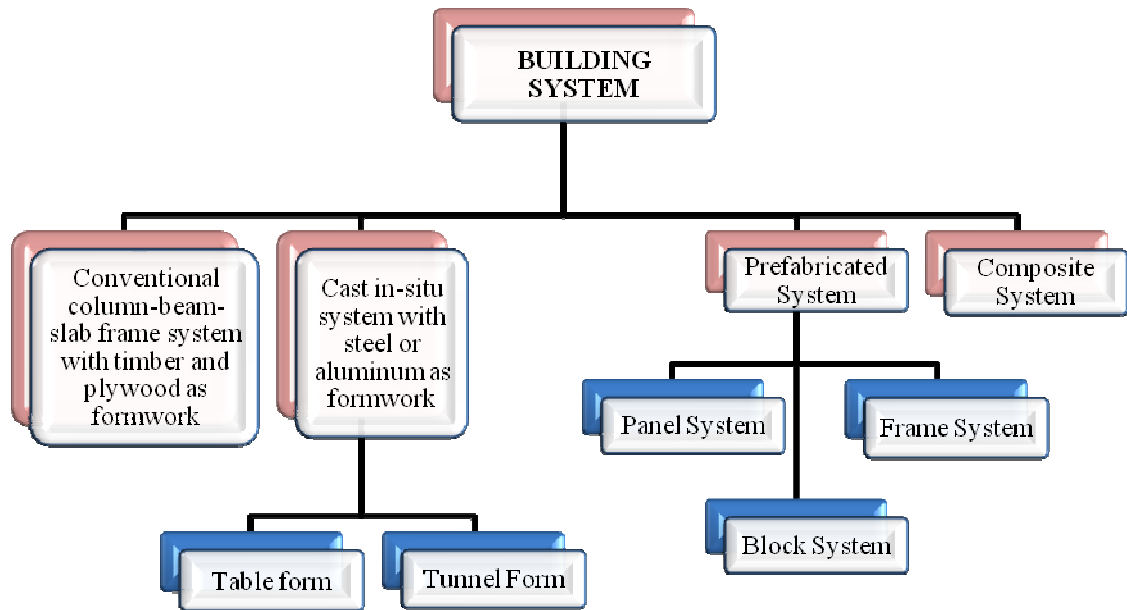 BUILDING
SYSTEM
Conventional
column-beam-
slab frame system
with timber and
plywood as
formwork
Cast in-situ
system with
steel or
aluminum as
formwork
Prefabricated
System
Composite
System
Panel System
Frame System
Block System
Table form
Tunnel Form